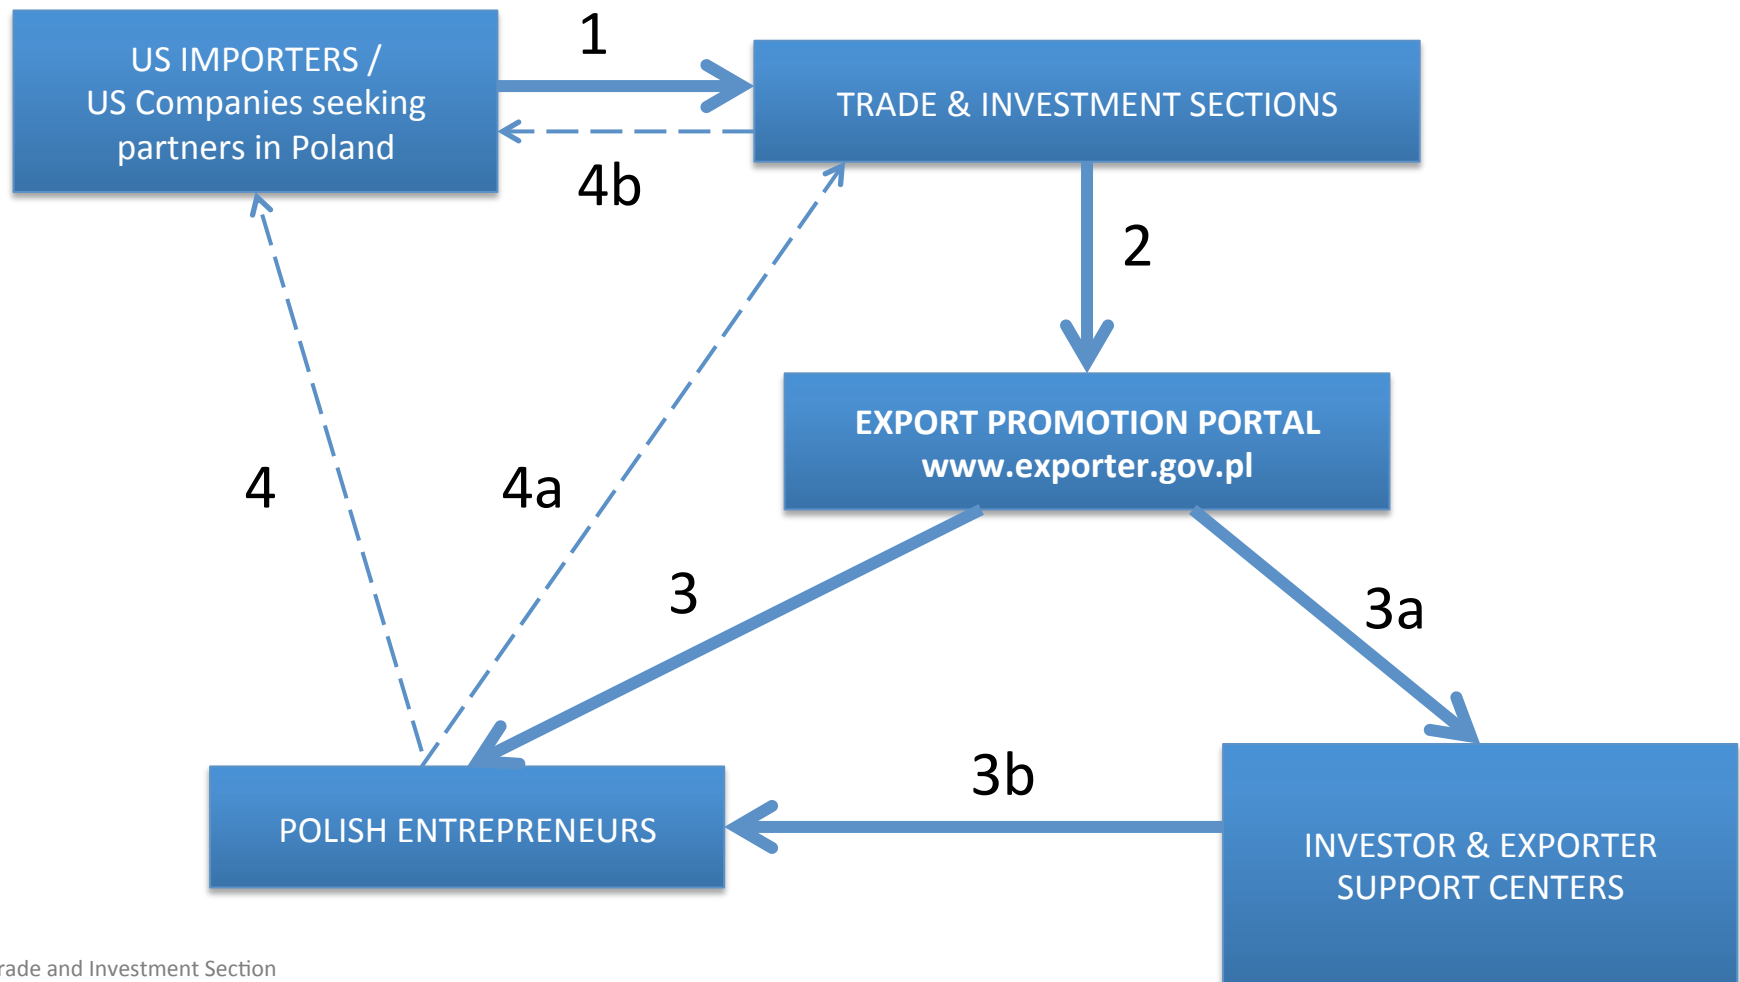 US IMPORTERS /
US Companies seeking
partners in Poland
1
TRADE & INVESTMENT SECTIONS
4b
2
EXPORT PROMOTION PORTAL
www.exporter.gov.pl
4
4a
3
3a
3b
POLISH ENTREPRENEURS
INVESTOR & EXPORTER
SUPPORT CENTERS
rade and Investment Section